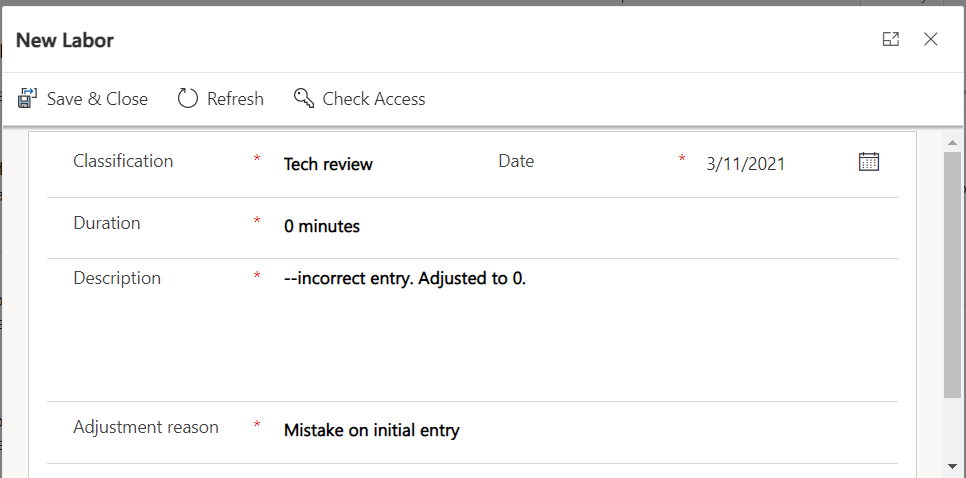 New Labor
Save & Close Refresh Check Access
Classification * Tech review Date * 3/11/2021
Duration * 0 minutes
Description * --incorrect entry. Adjusted to 0.
Adjustment reason * Mistake on initial entry